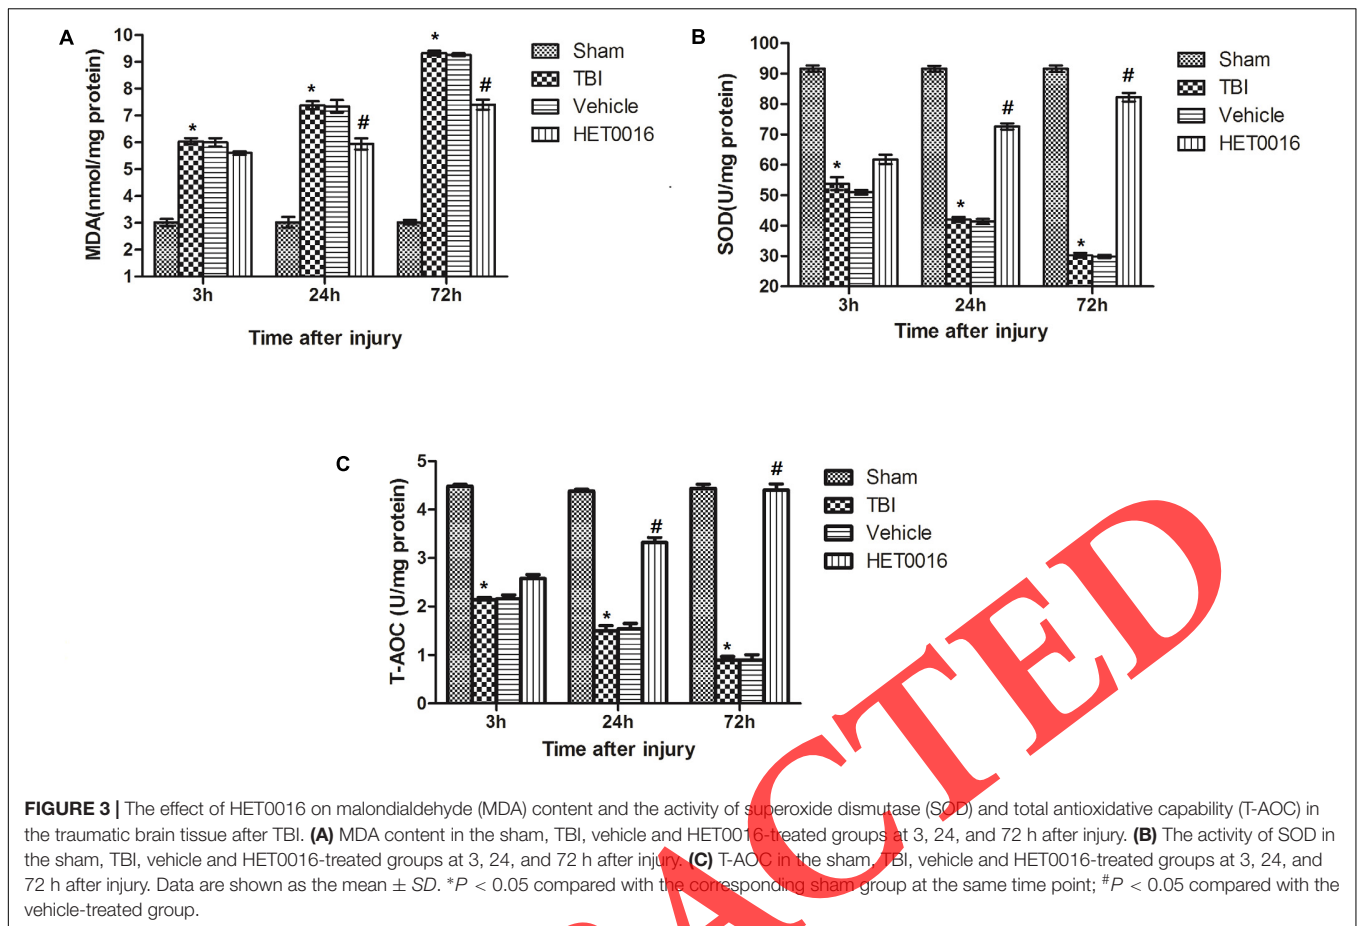 A
10
9
8
7
6
5
4
3
2
1
MDA(nmol/mg protein)
*
*
#
*
#
3h
24h
72h
Time after injury
Sham
TBI
Vehicle
HET0016
B
100
90
80
70
60
50
40
30
20
SOD(U/mg protein)
*
*
#
*
#
3h
24h
72h
Time after injury
Sham
TBI
Vehicle
HET0016
C
5
4
3
2
1
0
T-AOC (U/mg protein)
*
*
#
*
#
3h
24h
72h
Time after injury
Sham
TBI
Vehicle
HET0016
FIGURE 3 | The effect of HET0016 on malondialdehyde (MDA) content and the activity of superoxide dismutase (SOD) and total antioxidative capability (T-AOC) in
the traumatic brain tissue after TBI. (A) MDA content in the sham, TBI, vehicle and HET0016-treated groups at 3, 24, and 72 h after injury. (B) The activity of SOD in
the sham, TBI, vehicle and HET0016-treated groups at 3, 24, and 72 h after injury. (C) T-AOC in the sham, TBI, vehicle and HET0016-treated groups at 3, 24, and
72 h after injury. Data are shown as the mean ± SD. *P < 0.05 compared with the corresponding sham group at the same time point; #P < 0.05 compared with the
vehicle-treated group.
ACTED